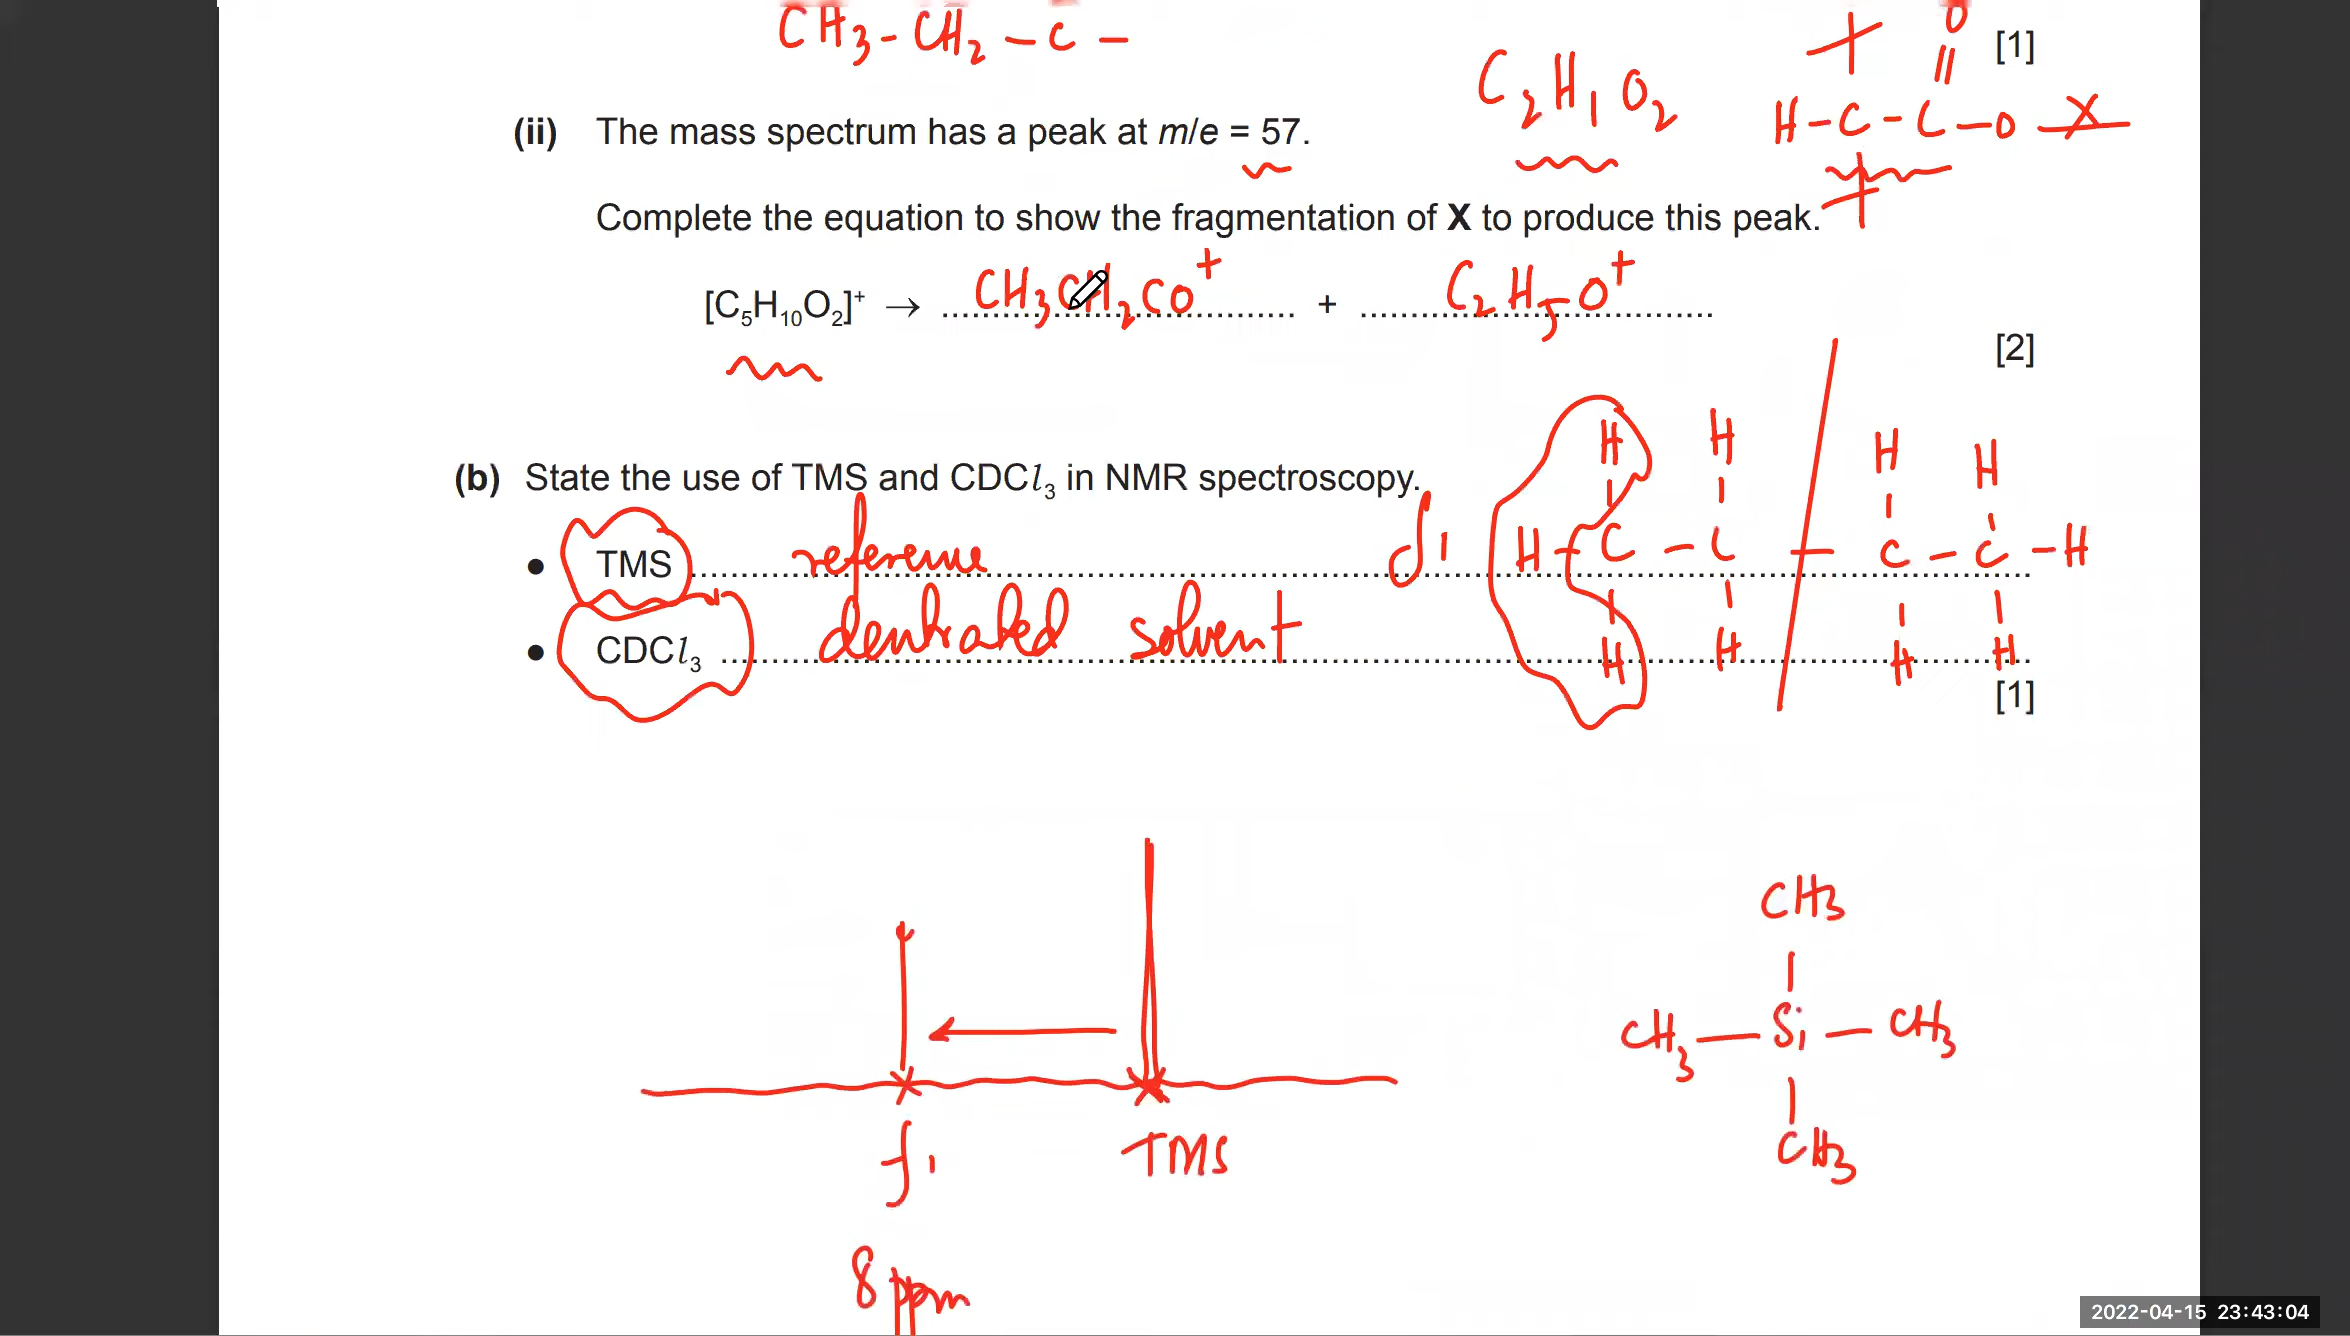 CH3 - CH2 - C -
[1]
C2H1O2
O
||
H - C - C - O - X
(ii) The mass spectrum has a peak at m/e = 57.
Complete the equation to show the fragmentation of X to produce this peak.
[C5H10O2]+ → CH3CH2CO+ + C2H5O+
[2]
(b) State the use of TMS and CDCl3 in NMR spectroscopy.
H H H H
H - C - C - C - C - H
H H H H
• TMS reference
• CDCl3 deutrated solvent
[1]
CH3
CH3 - Si - CH3
CH3
f1 TMS
8 ppm
2022-04-15 23:43:04